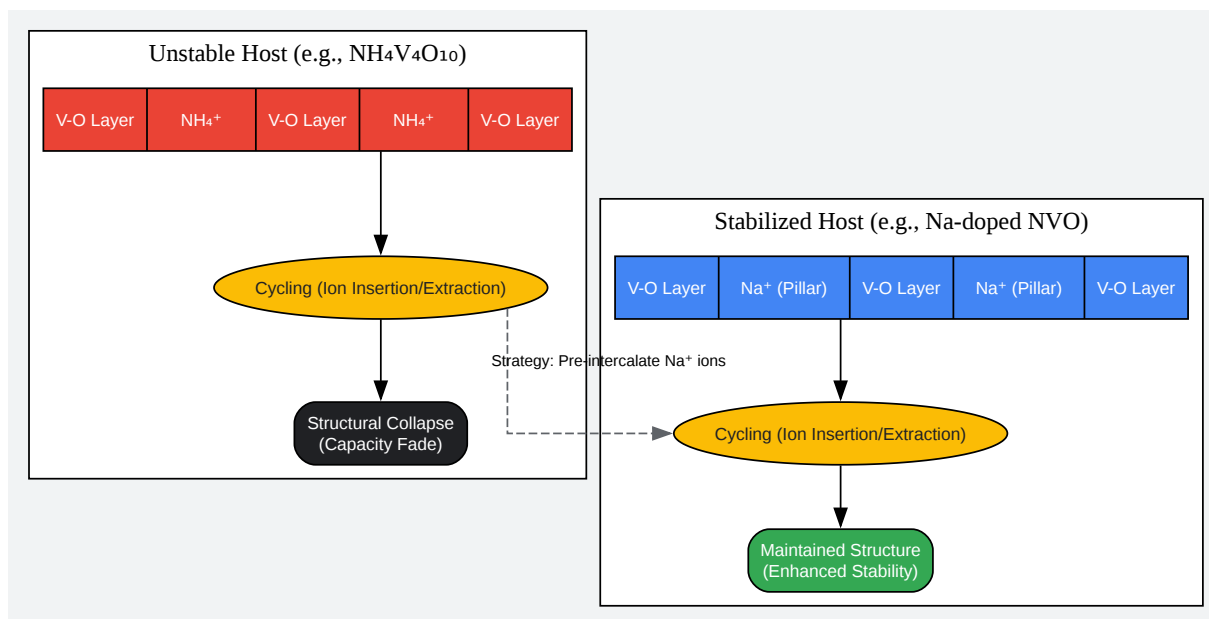 Unstable Host (e.g., NH₄V₄O₁₀)
V-O Layer NH₄⁺ V-O Layer NH₄⁺ V-O Layer
Cycling (Ion Insertion/Extraction)
Structural Collapse
(Capacity Fade)
Strategy: Pre-intercalate Na⁺ ions
Stabilized Host (e.g., Na-doped NVO)
V-O Layer Na⁺ (Pillar) V-O Layer Na⁺ (Pillar) V-O Layer
Cycling (Ion Insertion/Extraction)
Maintained Structure
(Enhanced Stability)